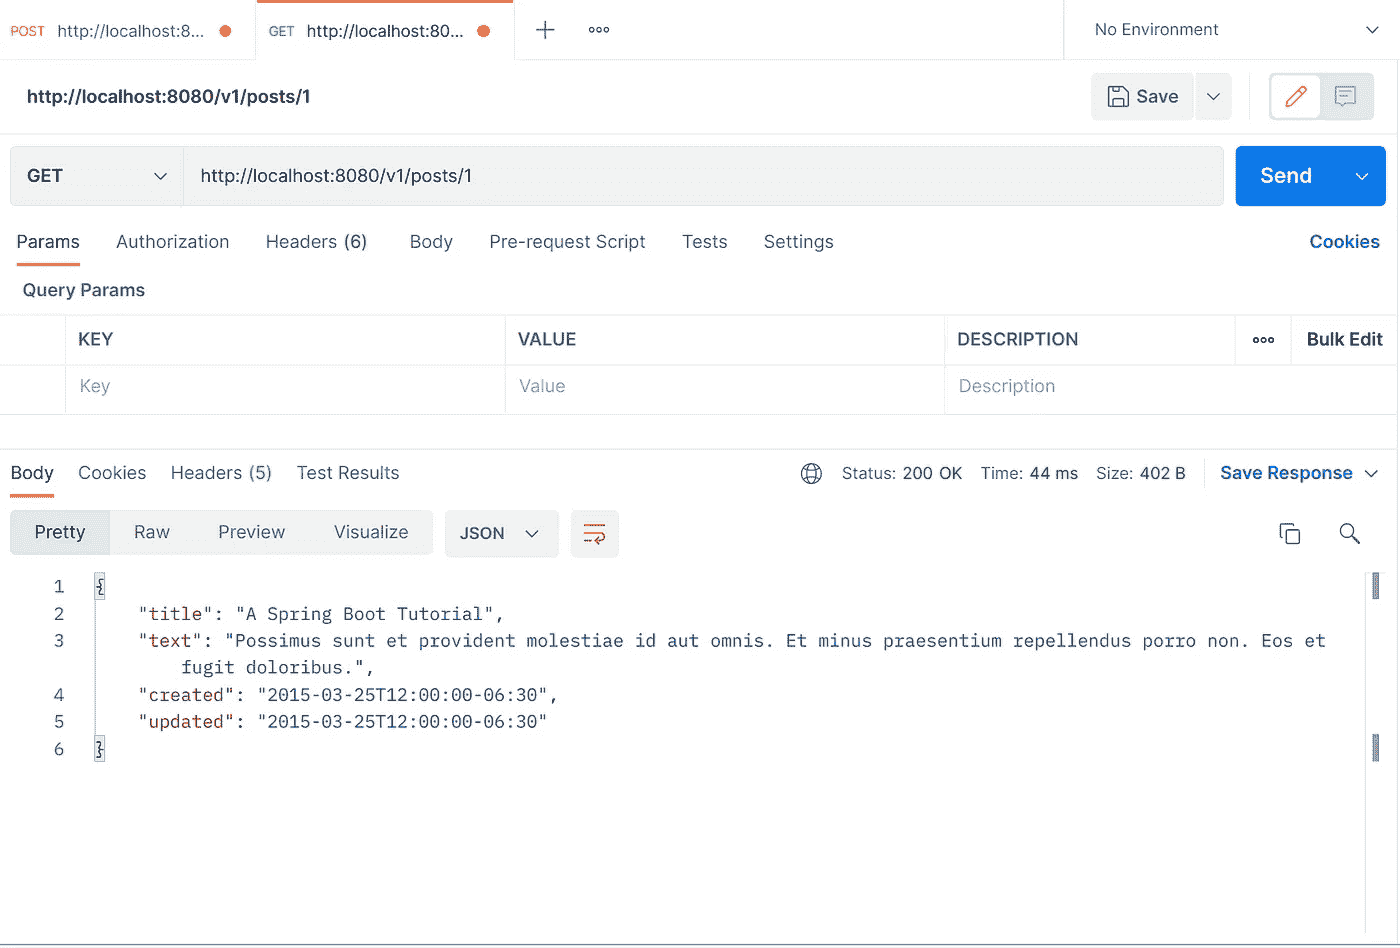 POST http://localhost:8... GET http://localhost:80... No Environment
http://localhost:8080/v1/posts/1 Save
GET http://localhost:8080/v1/posts/1 Send
Params Authorization Headers (6) Body Pre-request Script Tests Settings Cookies
Query Params
KEY VALUE DESCRIPTION Bulk Edit
Key Value Description
Body Cookies Headers (5) Test Results Status: 200 OK Time: 44 ms Size: 402 B Save Response
Pretty Raw Preview Visualize JSON
1 {
2 "title": "A Spring Boot Tutorial",
3 "text": "Possimus sunt et provident molestiae id aut omnis. Et minus praesentium repellendus porro non. Eos et
fugit doloribus.",
4 "created": "2015-03-25T12:00:00-06:30",
5 "updated": "2015-03-25T12:00:00-06:30"
6 }